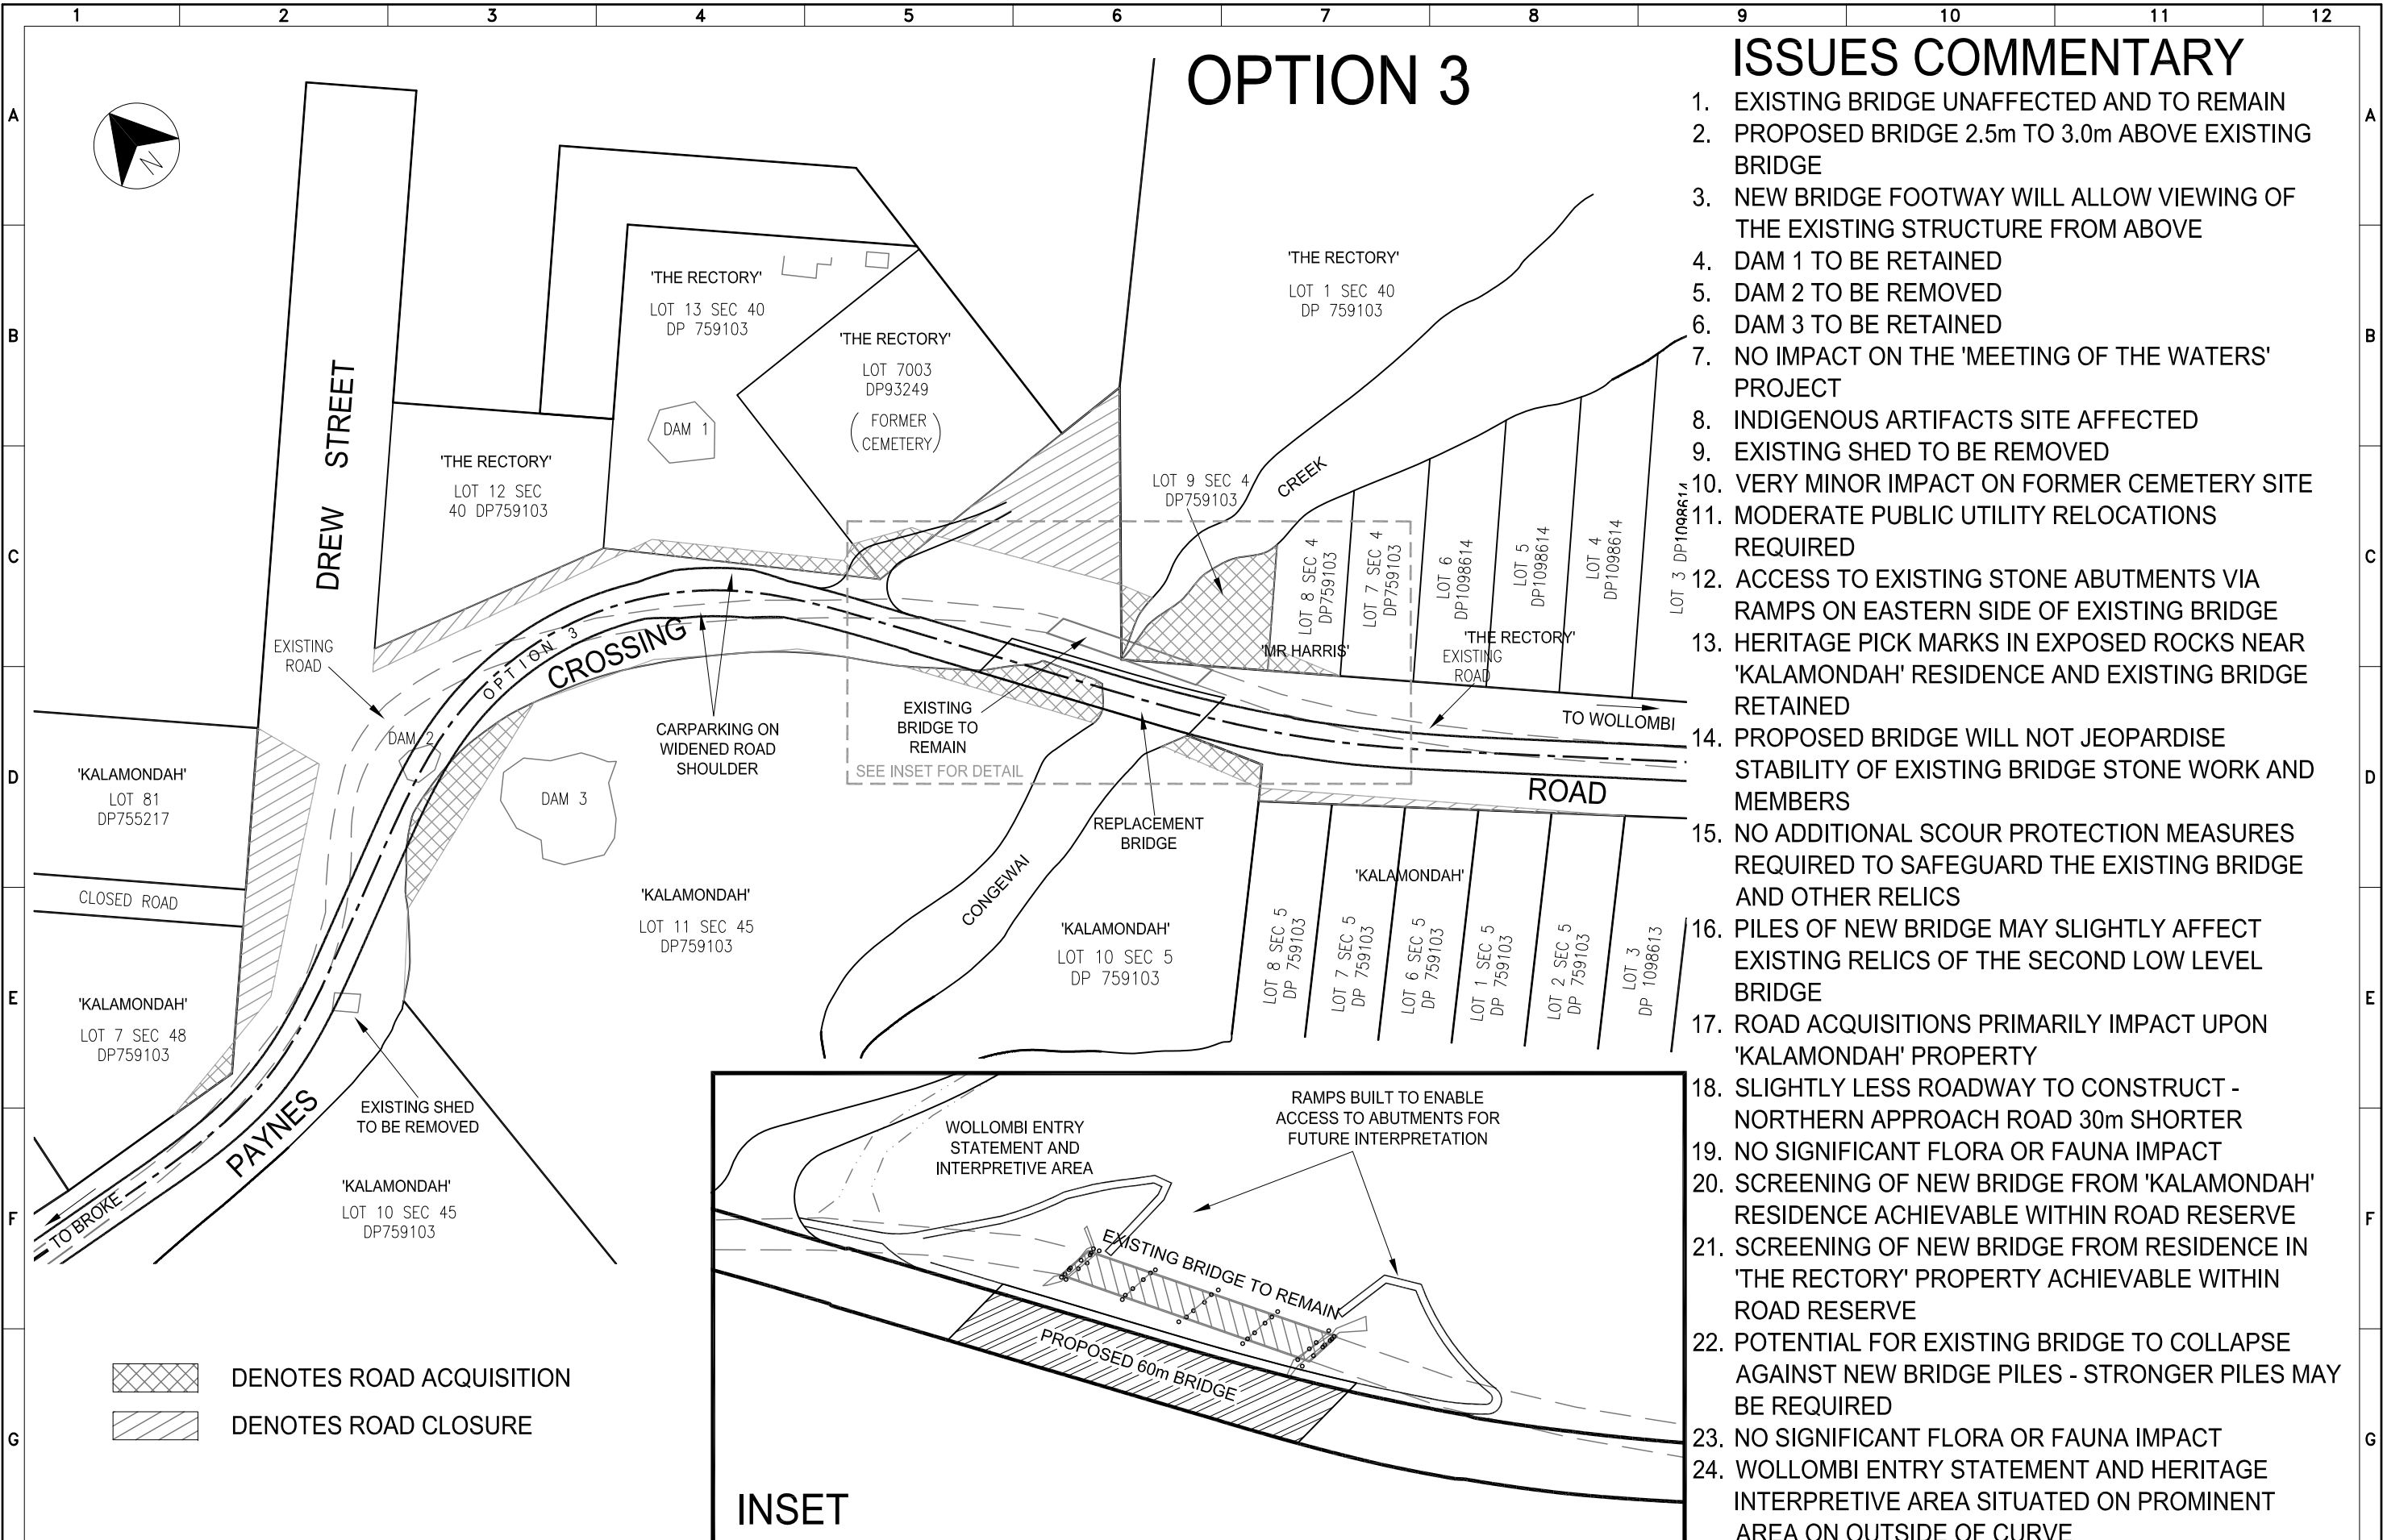 1 2 3 4 5 6 7 8 9 10 11 12
A
B
C
D
E
F
G
A
B
C
D
E
F
G
OPTION 3
N
DREW STREET
'THE RECTORY'
LOT 13 SEC 40
DP 759103
'THE RECTORY'
LOT 7003
DP93249
( FORMER
CEMETERY )
DAM 1
'THE RECTORY'
LOT 12 SEC
40 DP759103
'THE RECTORY'
LOT 1 SEC 40
DP 759103
LOT 9 SEC 4
DP759103
CREEK
LOT 8 SEC 4
DP759103
LOT 7 SEC 4
DP759103
LOT 6
DP1098614
LOT 5
DP1098614
LOT 4
DP1098614
LOT 3 DP1098614
'MR HARRIS'
'THE RECTORY'
EXISTING
ROAD
EXISTING
ROAD
OPTION 3
CROSSING
CARPARKING ON
WIDENED ROAD
SHOULDER
EXISTING
BRIDGE TO
REMAIN
SEE INSET FOR DETAIL
TO WOLLOMBI
ROAD
DAM 2
DAM 3
'KALAMONDAH'
LOT 81
DP755217
CLOSED ROAD
'KALAMONDAH'
LOT 7 SEC 48
DP759103
REPLACEMENT
BRIDGE
CONGEWAI
'KALAMONDAH'
LOT 11 SEC 45
DP759103
'KALAMONDAH'
LOT 10 SEC 5
DP 759103
'KALAMONDAH'
LOT 8 SEC 5
DP 759103
LOT 7 SEC 5
DP 759103
LOT 6 SEC 5
DP 759103
LOT 1 SEC 5
DP 759103
LOT 2 SEC 5
DP 759103
LOT 3
DP 1098613
EXISTING SHED
TO BE REMOVED
PAYNES
TO BROKE
'KALAMONDAH'
LOT 10 SEC 45
DP759103
DENOTES ROAD ACQUISITION
DENOTES ROAD CLOSURE
WOLLOMBI ENTRY
STATEMENT AND
INTERPRETIVE AREA
RAMPS BUILT TO ENABLE
ACCESS TO ABUTMENTS FOR
FUTURE INTERPRETATION
EXISTING BRIDGE TO REMAIN
PROPOSED 60m BRIDGE
INSET
ISSUES COMMENTARY
1. EXISTING BRIDGE UNAFFECTED AND TO REMAIN
2. PROPOSED BRIDGE 2.5m TO 3.0m ABOVE EXISTING
BRIDGE
3. NEW BRIDGE FOOTWAY WILL ALLOW VIEWING OF
THE EXISTING STRUCTURE FROM ABOVE
4. DAM 1 TO BE RETAINED
5. DAM 2 TO BE REMOVED
6. DAM 3 TO BE RETAINED
7. NO IMPACT ON THE 'MEETING OF THE WATERS'
PROJECT
8. INDIGENOUS ARTIFACTS SITE AFFECTED
9. EXISTING SHED TO BE REMOVED
10. VERY MINOR IMPACT ON FORMER CEMETERY SITE
11. MODERATE PUBLIC UTILITY RELOCATIONS
REQUIRED
12. ACCESS TO EXISTING STONE ABUTMENTS VIA
RAMPS ON EASTERN SIDE OF EXISTING BRIDGE
13. HERITAGE PICK MARKS IN EXPOSED ROCKS NEAR
'KALAMONDAH' RESIDENCE AND EXISTING BRIDGE
RETAINED
14. PROPOSED BRIDGE WILL NOT JEOPARDISE
STABILITY OF EXISTING BRIDGE STONE WORK AND
MEMBERS
15. NO ADDITIONAL SCOUR PROTECTION MEASURES
REQUIRED TO SAFEGUARD THE EXISTING BRIDGE
AND OTHER RELICS
16. PILES OF NEW BRIDGE MAY SLIGHTLY AFFECT
EXISTING RELICS OF THE SECOND LOW LEVEL
BRIDGE
17. ROAD ACQUISITIONS PRIMARILY IMPACT UPON
'KALAMONDAH' PROPERTY
18. SLIGHTLY LESS ROADWAY TO CONSTRUCT -
NORTHERN APPROACH ROAD 30m SHORTER
19. NO SIGNIFICANT FLORA OR FAUNA IMPACT
20. SCREENING OF NEW BRIDGE FROM 'KALAMONDAH'
RESIDENCE ACHIEVABLE WITHIN ROAD RESERVE
21. SCREENING OF NEW BRIDGE FROM RESIDENCE IN
'THE RECTORY' PROPERTY ACHIEVABLE WITHIN
ROAD RESERVE
22. POTENTIAL FOR EXISTING BRIDGE TO COLLAPSE
AGAINST NEW BRIDGE PILES - STRONGER PILES MAY
BE REQUIRED
23. NO SIGNIFICANT FLORA OR FAUNA IMPACT
24. WOLLOMBI ENTRY STATEMENT AND HERITAGE
INTERPRETIVE AREA SITUATED ON PROMINENT
AREA ON OUTSIDE OF CURVE